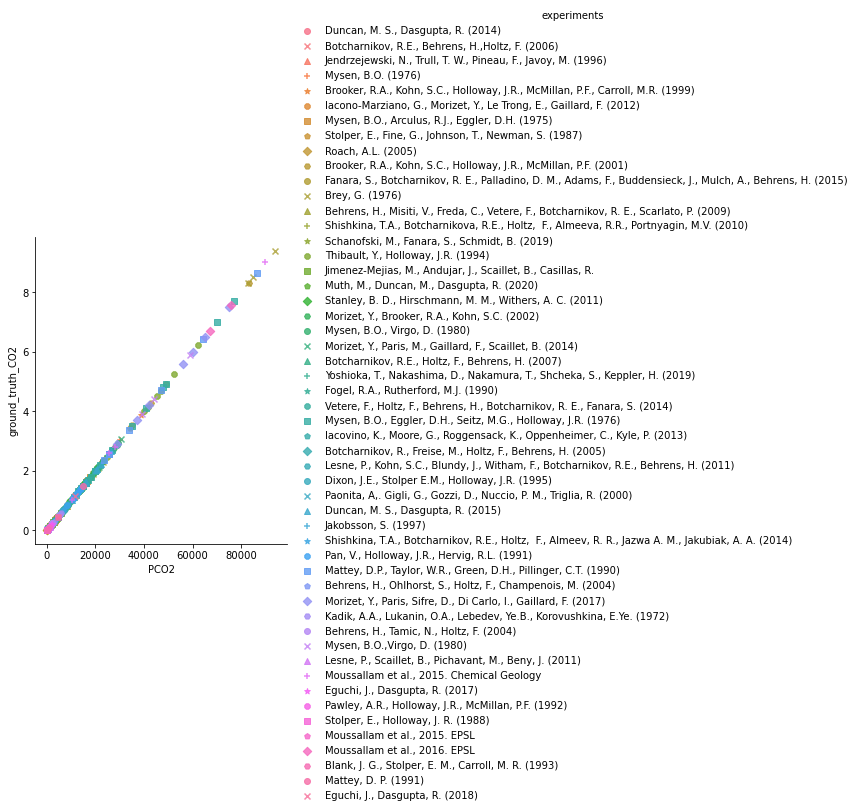 experiments
Duncan, M. S., Dasgupta, R. (2014)
Botcharnikov, R.E., Behrens, H.,Holtz, F. (2006)
Jendrzejewski, N., Trull, T. W., Pineau, F., Javoy, M. (1996)
Mysen, B.O. (1976)
Brooker, R.A., Kohn, S.C., Holloway, J.R., McMillan, P.F., Carroll, M.R. (1999)
Iacono-Marziano, G., Morizet, Y., Le Trong, E., Gaillard, F. (2012)
Mysen, B.O., Arculus, R.J., Eggler, D.H. (1975)
Stolper, E., Fine, G., Johnson, T., Newman, S. (1987)
Roach, A.L. (2005)
Brooker, R.A., Kohn, S.C., Holloway, J.R., McMillan, P.F. (2001)
Fanara, S., Botcharnikov, R. E., Palladino, D. M., Adams, F., Buddensieck, J., Mulch, A., Behrens, H. (2015)
Brey, G. (1976)
Behrens, H., Misiti, V., Freda, C., Vetere, F., Botcharnikov, R. E., Scarlato, P. (2009)
Shishkina, T.A., Botcharnikova, R.E., Holtz,  F., Almeeva, R.R., Portnyagin, M.V. (2010)
Schanofski, M., Fanara, S., Schmidt, B. (2019)
Thibault, Y., Holloway, J.R. (1994)
Jimenez-Mejias, M., Andujar, J., Scaillet, B., Casillas, R.
Muth, M., Duncan, M., Dasgupta, R. (2020)
Stanley, B. D., Hirschmann, M. M., Withers, A. C. (2011)
Morizet, Y., Brooker, R.A., Kohn, S.C. (2002)
Mysen, B.O., Virgo, D. (1980)
Morizet, Y., Paris, M., Gaillard, F., Scaillet, B. (2014)
Botcharnikov, R.E., Holtz, F., Behrens, H. (2007)
Yoshioka, T., Nakashima, D., Nakamura, T., Shcheska, S., Keppler, H. (2019)
Fogel, R.A., Rutherford, M.J. (1990)
Vetere, F., Holtz, F., Behrens, H., Botcharnikov, R. E., Fanara, S. (2014)
Mysen, B.O., Eggler, D.H., Seitz, M.G., Holloway, J.R. (1976)
Iacovino, K., Moore, G., Roggensack, K., Oppenheimer, C., Kyle, P. (2013)
Botcharnikov, R., Freise, M., Holtz, F., Behrens, H. (2005)
Lesne, P., Kohn, S.C., Blundy, J., Witham, F., Botcharnikov, R.E., Behrens, H. (2011)
Dixon, J.E., Stolper E.M., Holloway, J.R. (1995)
Paonita, A,. Gigli, G., Gozzi, D., Nuccio, P. M., Triglia, R. (2000)
Duncan, M. S., Dasgupta, R. (2015)
Jakobsson, S. (1997)
Shishkina, T.A., Botcharnikov, R.E., Holtz,  F., Almeev, R. R., Jazwa A. M., Jakubiak, A. A. (2014)
Pan, V., Holloway, J.R., Hervig, R.L. (1991)
Mattey, D.P., Taylor, W.R., Green, D.H., Pillinger, C.T. (1990)
Behrens, H., Ohlhorst, S., Holtz, F., Champenois, M. (2004)
Morizet, Y., Paris, Sifre, D., Di Carlo, I., Gaillard, F. (2017)
Kadik, A.A., Lukanin, O.A., Lebedev, Ye.B., Korovushkina, E.Ye. (1972)
Behrens, H., Tamic, N., Holtz, F. (2004)
Mysen, B.O.,Virgo, D. (1980)
Lesne, P., Scaillet, B., Pichavant, M., Beny, J. (2011)
Moussallam et al., 2015. Chemical Geology
Eguchi, J., Dasgupta, R. (2017)
Pawley, A.R., Holloway, J.R., McMillan, P.F. (1992)
Stolper, E., Holloway, J. R. (1988)
Moussallam et al., 2015. EPSL
Moussallam et al., 2016. EPSL
Blank, J. G., Stolper, E. M., Carroll, M. R. (1993)
Mattey, D. P. (1991)
Eguchi, J., Dasgupta, R. (2018)
ground_truth_CO2
8
6
4
2
0
0 20000 40000 60000 80000
PCO2